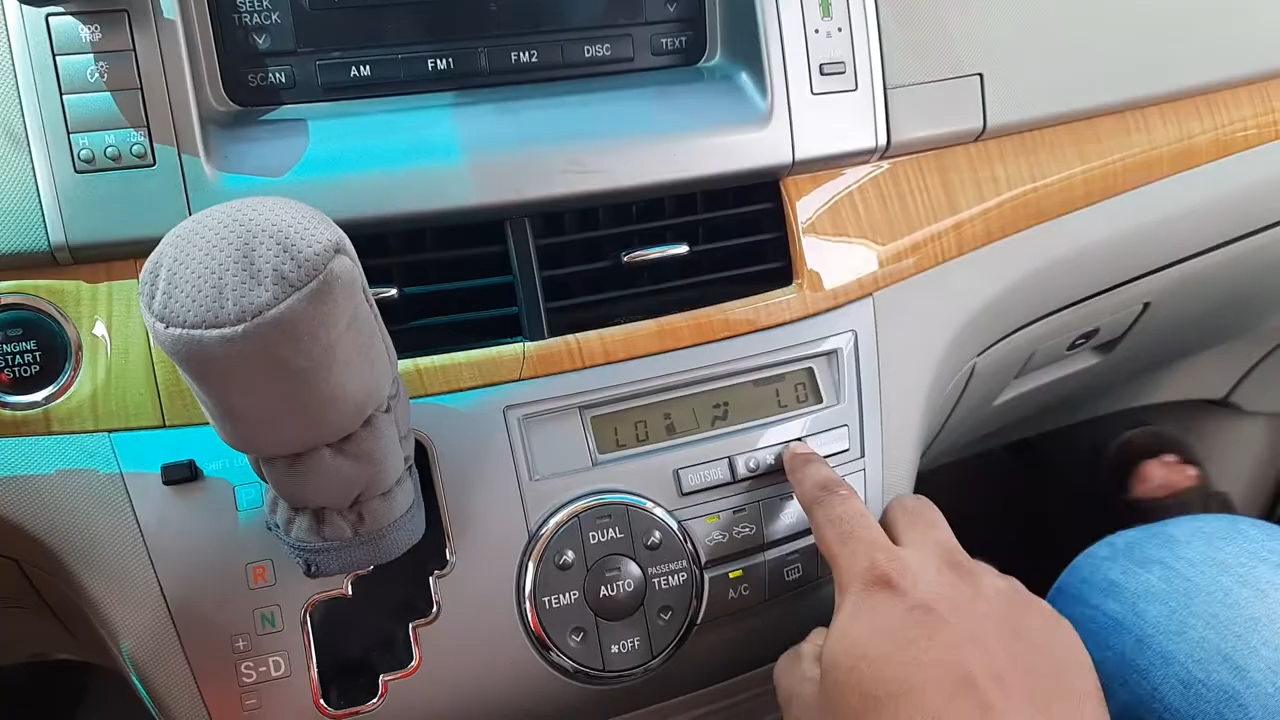 SEEK
TRACK
ODO
TRIP
SCAN
AM
FM1
FM2
DISC
TEXT
H M :00
ENGINE
START
STOP
SHIFT LO
P
R
N
+
S-D
-
LO
LO
OUTSIDE
DUAL
TEMP
AUTO
PASSENGER
TEMP
OFF
A/C